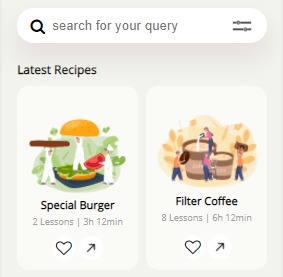 search for your query
Latest Recipes
Special Burger
2 Lessons | 3h 12min
Filter Coffee
8 Lessons | 6h 12min